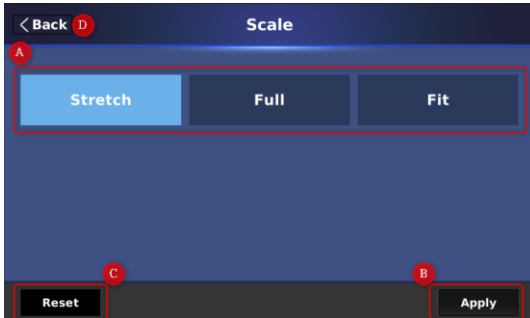 Back D Scale
A
Stretch Full Fit
C B
Reset Apply